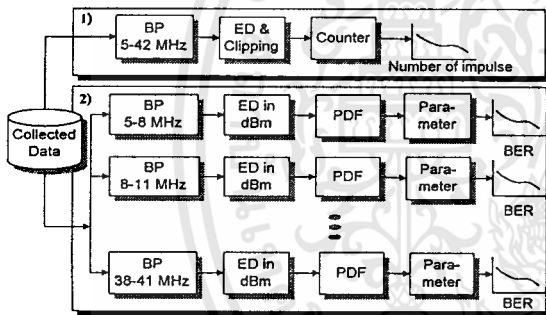 1)
BP
5-42 MHz
ED &
Clipping
Counter
Number of impulse
Collected
Data
2)
BP
5-8 MHz
ED in
dBm
PDF
Para-
meter
BER
BP
8-11 MHz
ED in
dBm
PDF
Para-
meter
BER
BP
38-41 MHz
ED in
dBm
PDF
Para-
meter
BER